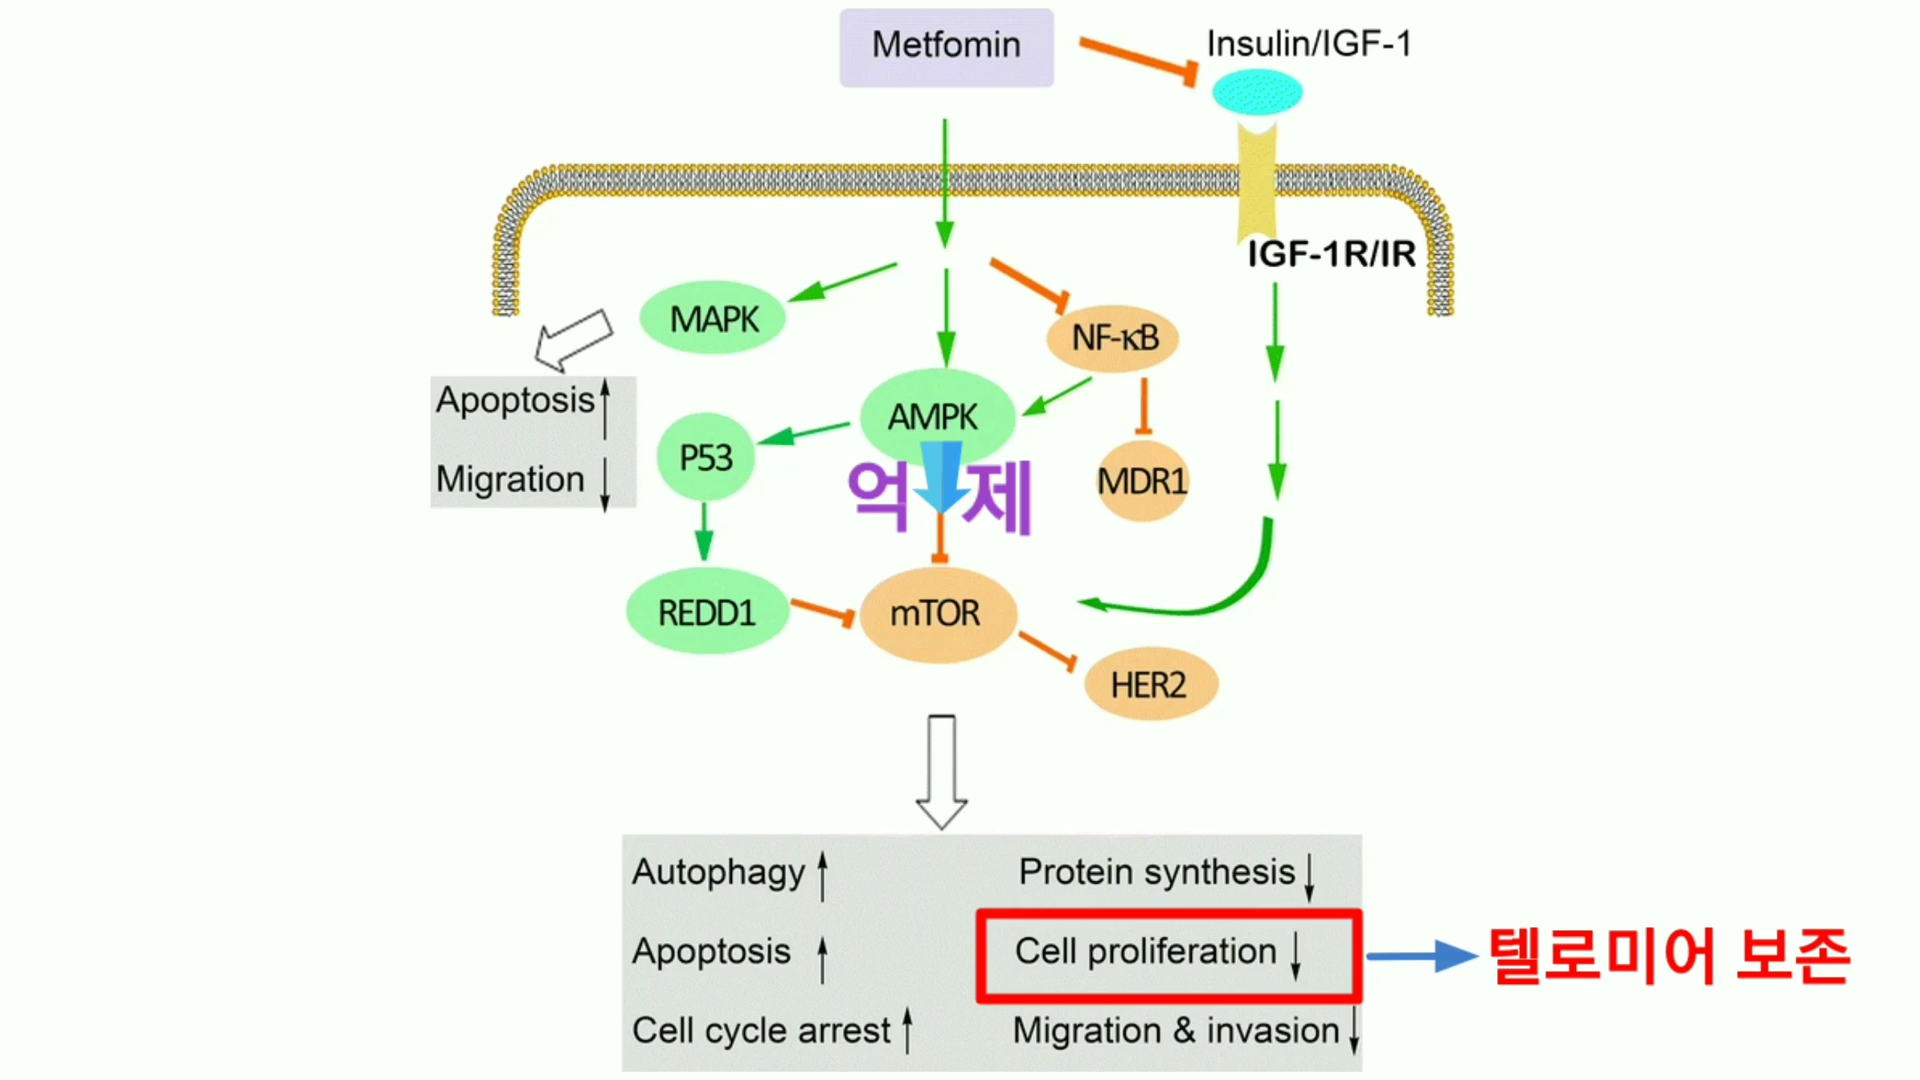 Metfomin
Insulin/IGF-1
IGF-1R/IR
MAPK
NF-κB
Apoptosis
AMPK
P53
Migration
억 제
MDR1
REDD1
mTOR
HER2
Autophagy
Protein synthesis
Apoptosis
Cell proliferation
텔로미어 보존
Cell cycle arrest
Migration & invasion